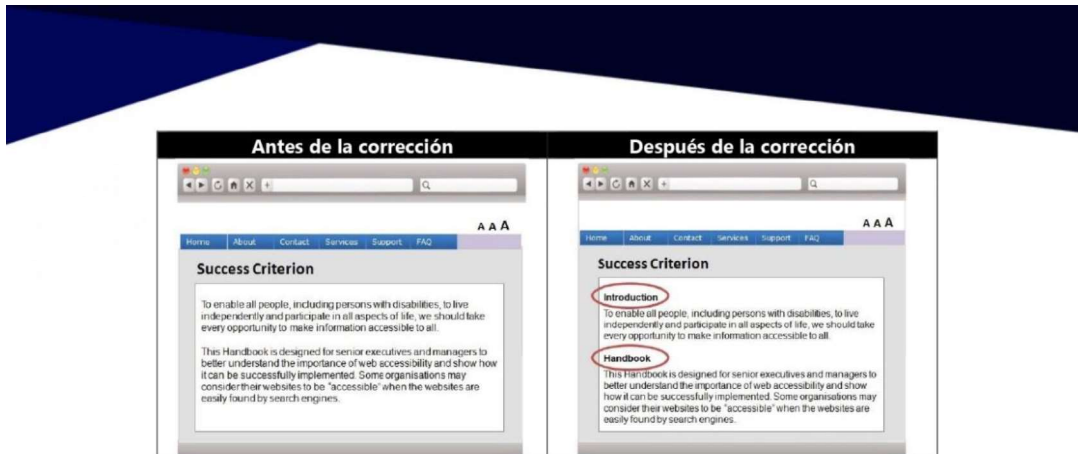 Antes de la corrección
A A A
Home About Contact Services Support FAQ
Success Criterion
To enable all people, including persons with disabilities, to live
independently and participate in all aspects of life, we should take
every opportunity to make information accessible to all.
This Handbook is designed for senior executives and managers to
better understand the importance of web accessibility and show how
it can be successfully implemented. Some organisations may
consider their websites to be "accessible" when the websites are
easily found by search engines.
Después de la corrección
A A A
Home About Contact Services Support FAQ
Success Criterion
Introduction
To enable all people, including persons with disabilities, to live
independently and participate in all aspects of life, we should take
every opportunity to make information accessible to all.
Handbook
This Handbook is designed for senior executives and managers to
better understand the importance of web accessibility and show
how it can be successfully implemented. Some organisations may
consider their websites to be "accessible" when the websites are
easily found by search engines.